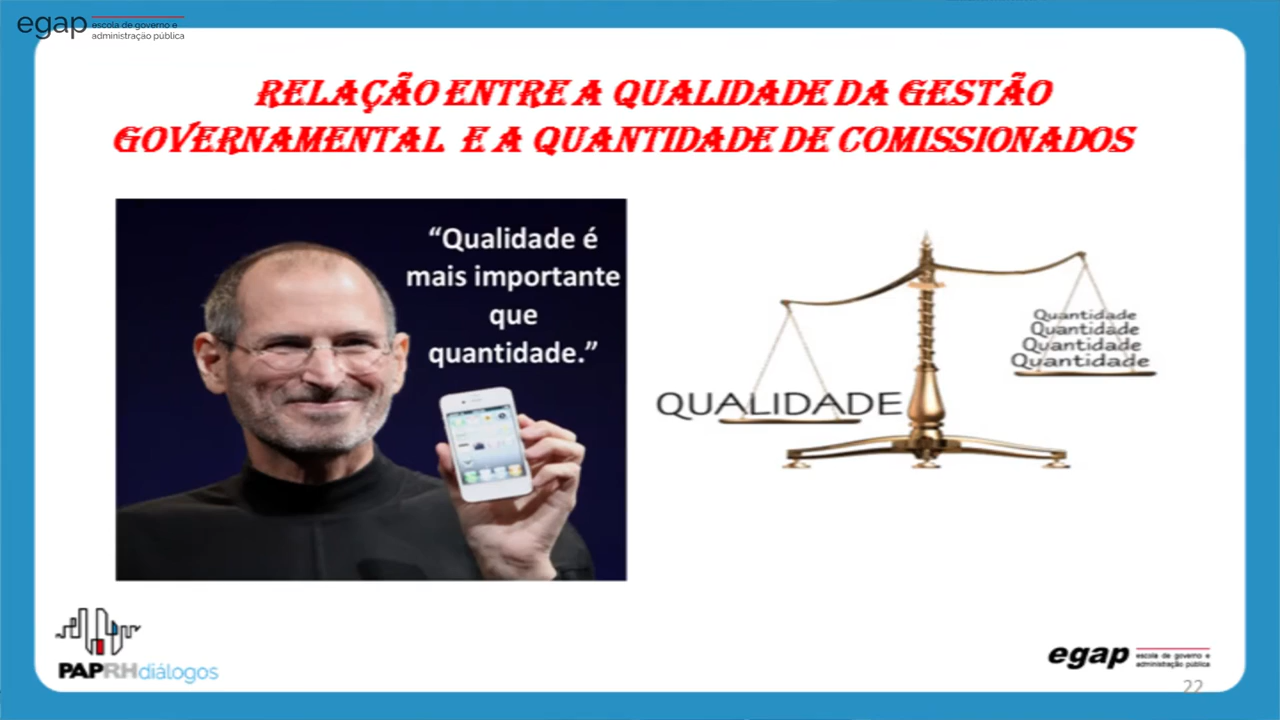 egap escola de governo e
administração pública
RELAÇÃO ENTRE A QUALIDADE DA GESTÃO
GOVERNAMENTAL E A QUANTIDADE DE COMISSIONADOS
“Qualidade é
mais importante
que
quantidade.”
QUALIDADE
Quantidade
Quantidade
Quantidade
Quantidade
PAPRHdiálogos
egap escola de governo e
administração pública
22